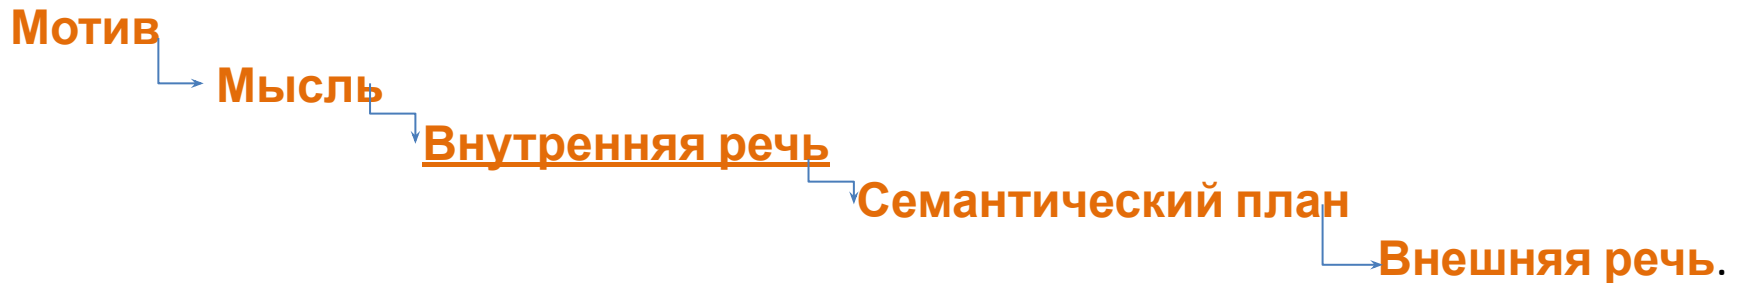 Мотив
Мысль
Внутренняя речь
Семантический план
Внешняя речь.